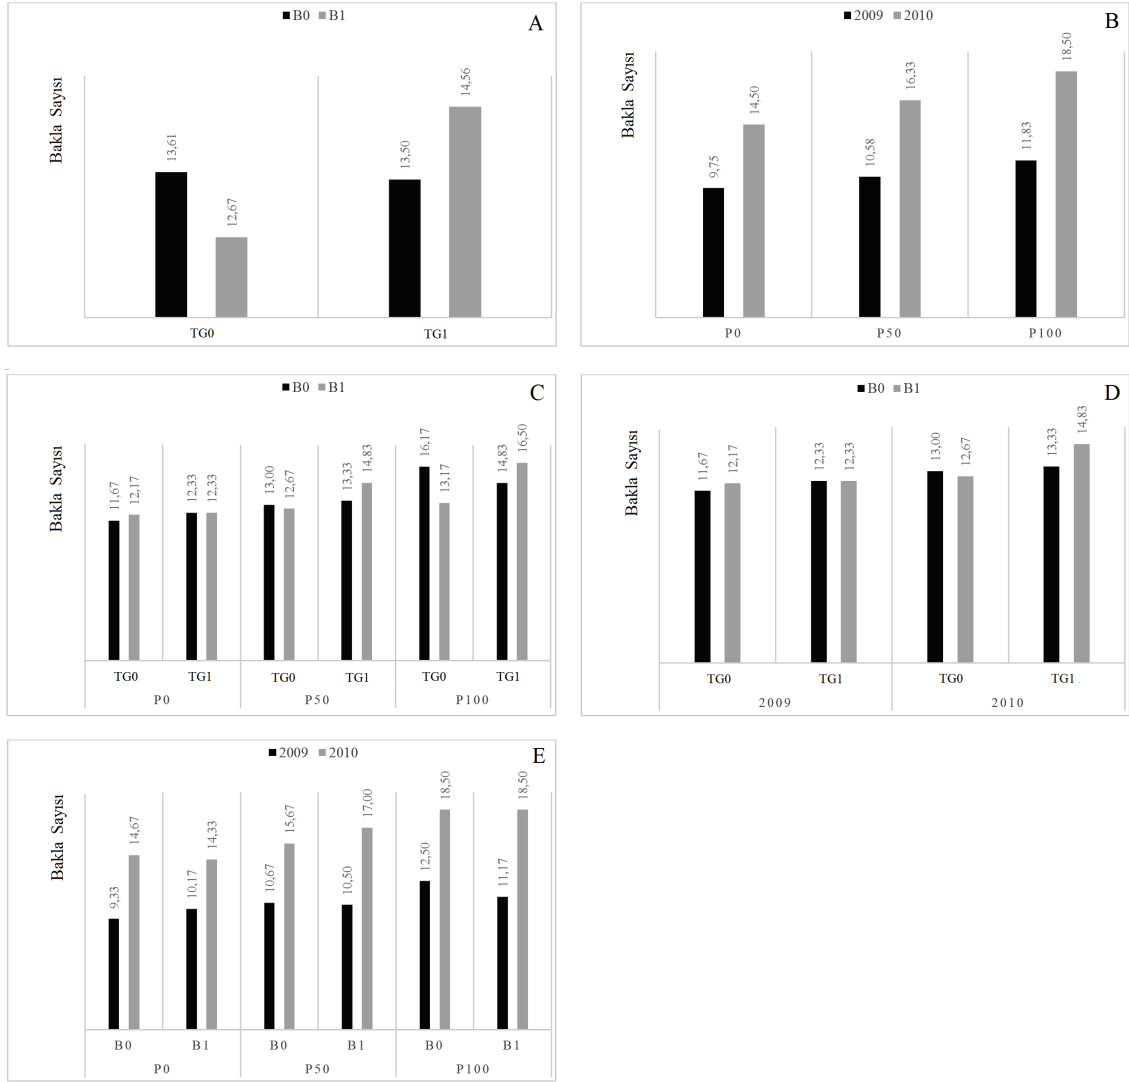 B0 B1
A
Bakla Sayısı
13,61
12,67
13,50
14,56
TG0 TG1
2009 2010
B
Bakla Sayısı
9,75
14,50
10,58
16,33
11,83
18,50
P0 P50 P100
B0 B1
C
Bakla Sayısı
11,67
12,17
12,33
12,33
13,00
12,67
13,33
14,83
16,17
13,17
14,83
16,50
TG0 TG1 TG0 TG1 TG0 TG1
P0 P50 P100
B0 B1
D
Bakla Sayısı
11,67
12,17
12,33
12,33
13,00
12,67
13,33
14,83
TG0 TG1 TG0 TG1
2009 2010
2009 2010
E
Bakla Sayısı
9,33
14,67
10,17
14,33
10,67
15,67
10,50
17,00
12,50
18,50
11,17
18,50
B0 B1 B0 B1 B0 B1
P0 P50 P100